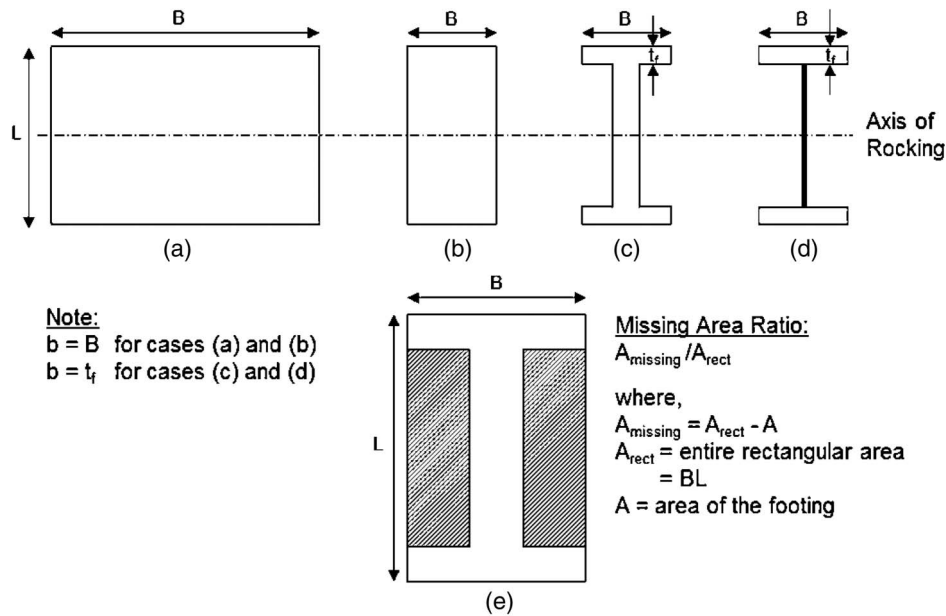 B B B B
t_f t_f
L
Axis of
Rocking
(a) (b) (c) (d)
B
Note:
b = B for cases (a) and (b)
b = t_f for cases (c) and (d)
L
Missing Area Ratio:
A_missing /A_rect
where,
A_missing = A_rect - A
A_rect = entire rectangular area
= BL
A = area of the footing
(e)